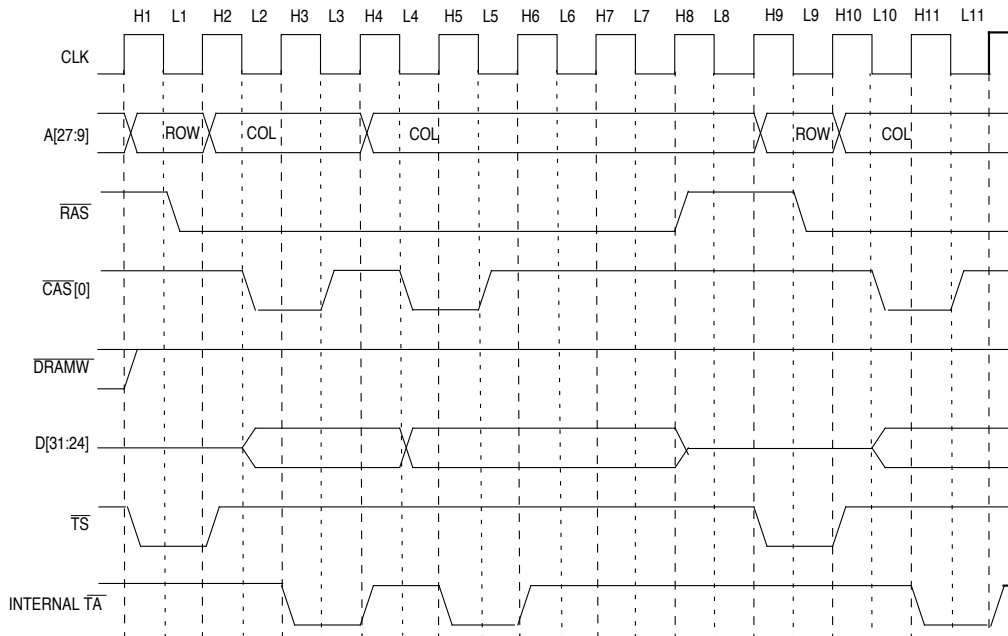 H1 L1 H2 L2 H3 L3 H4 L4 H5 L5 H6 L6 H7 L7 H8 L8 H9 L9 H10 L10 H11 L11
CLK
A[27:9] ROW COL COL ROW COL
RAS
CAS[0]
DRAMW
D[31:24]
TS
INTERNAL TA